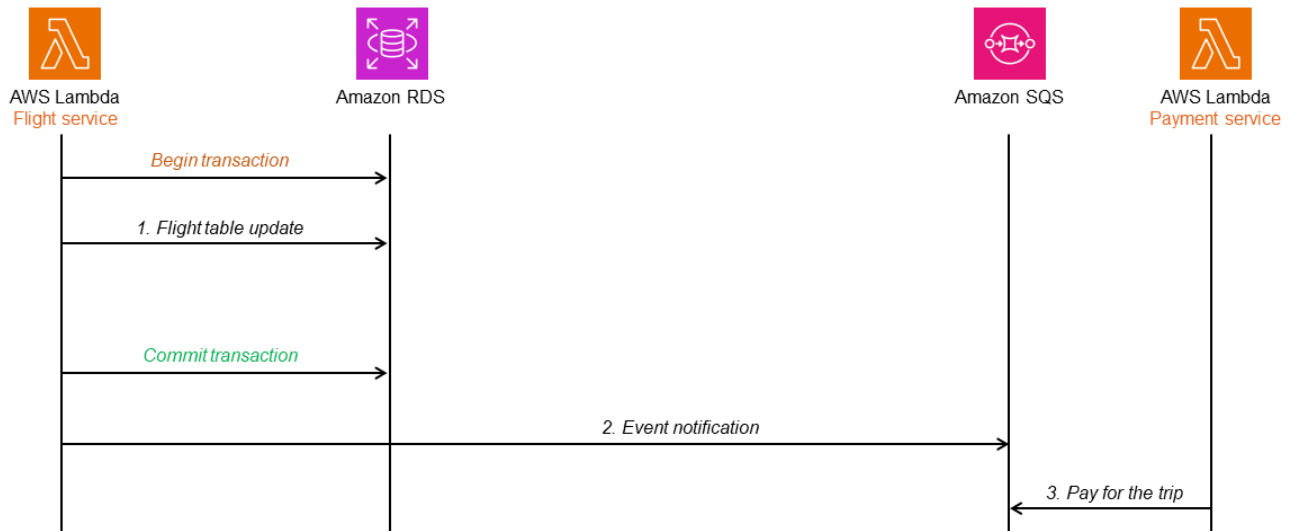 AWS Lambda
Flight service
Amazon RDS
Amazon SQS
AWS Lambda
Payment service
Begin transaction
1. Flight table update
Commit transaction
2. Event notification
3. Pay for the trip